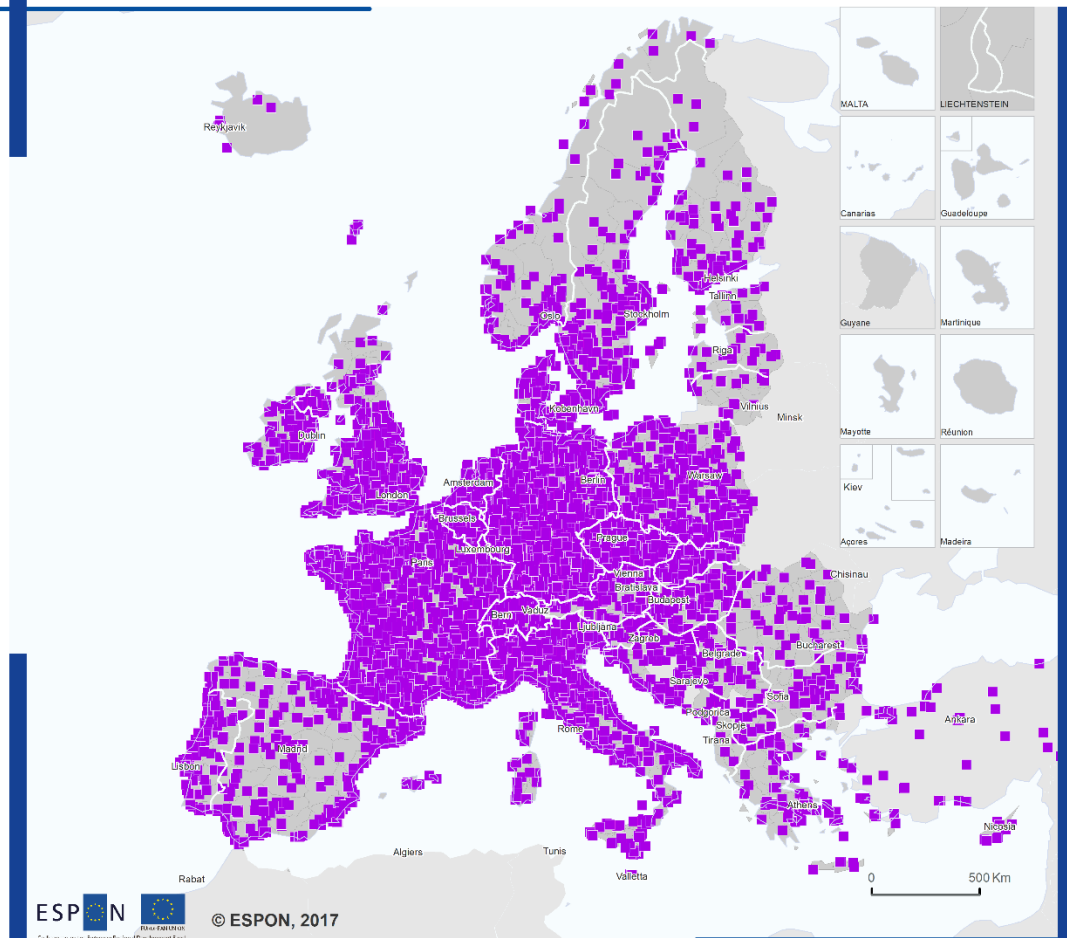 MALTA
LIECHTENSTEIN
Reykjavik
Canarias
Guadeloupe
Helsinki
Tallinn
Guyane
Martinique
Oslo
Stockholm
Riga
Mayotte
Réunion
Kobenhavn
Vilnius
Minsk
Dublin
Amsterdam
Berlin
Warsaw
Kiev
London
Brussels
Açores
Madeira
Prague
Luxembourg
Paris
Vienna
Chisinau
Bratislava
Budapest
Bern
Vaduz
Ljubljana
Zagreb
Bucharest
Belgrade
Sarajevo
Sofia
Podgorica
Skopje
Ankara
Rome
Tirana
Madrid
Lisbon
Athens
Nicosia
Algiers
Tunis
Valletta
Rabat
0 500 Km
ESPON
© ESPON, 2017